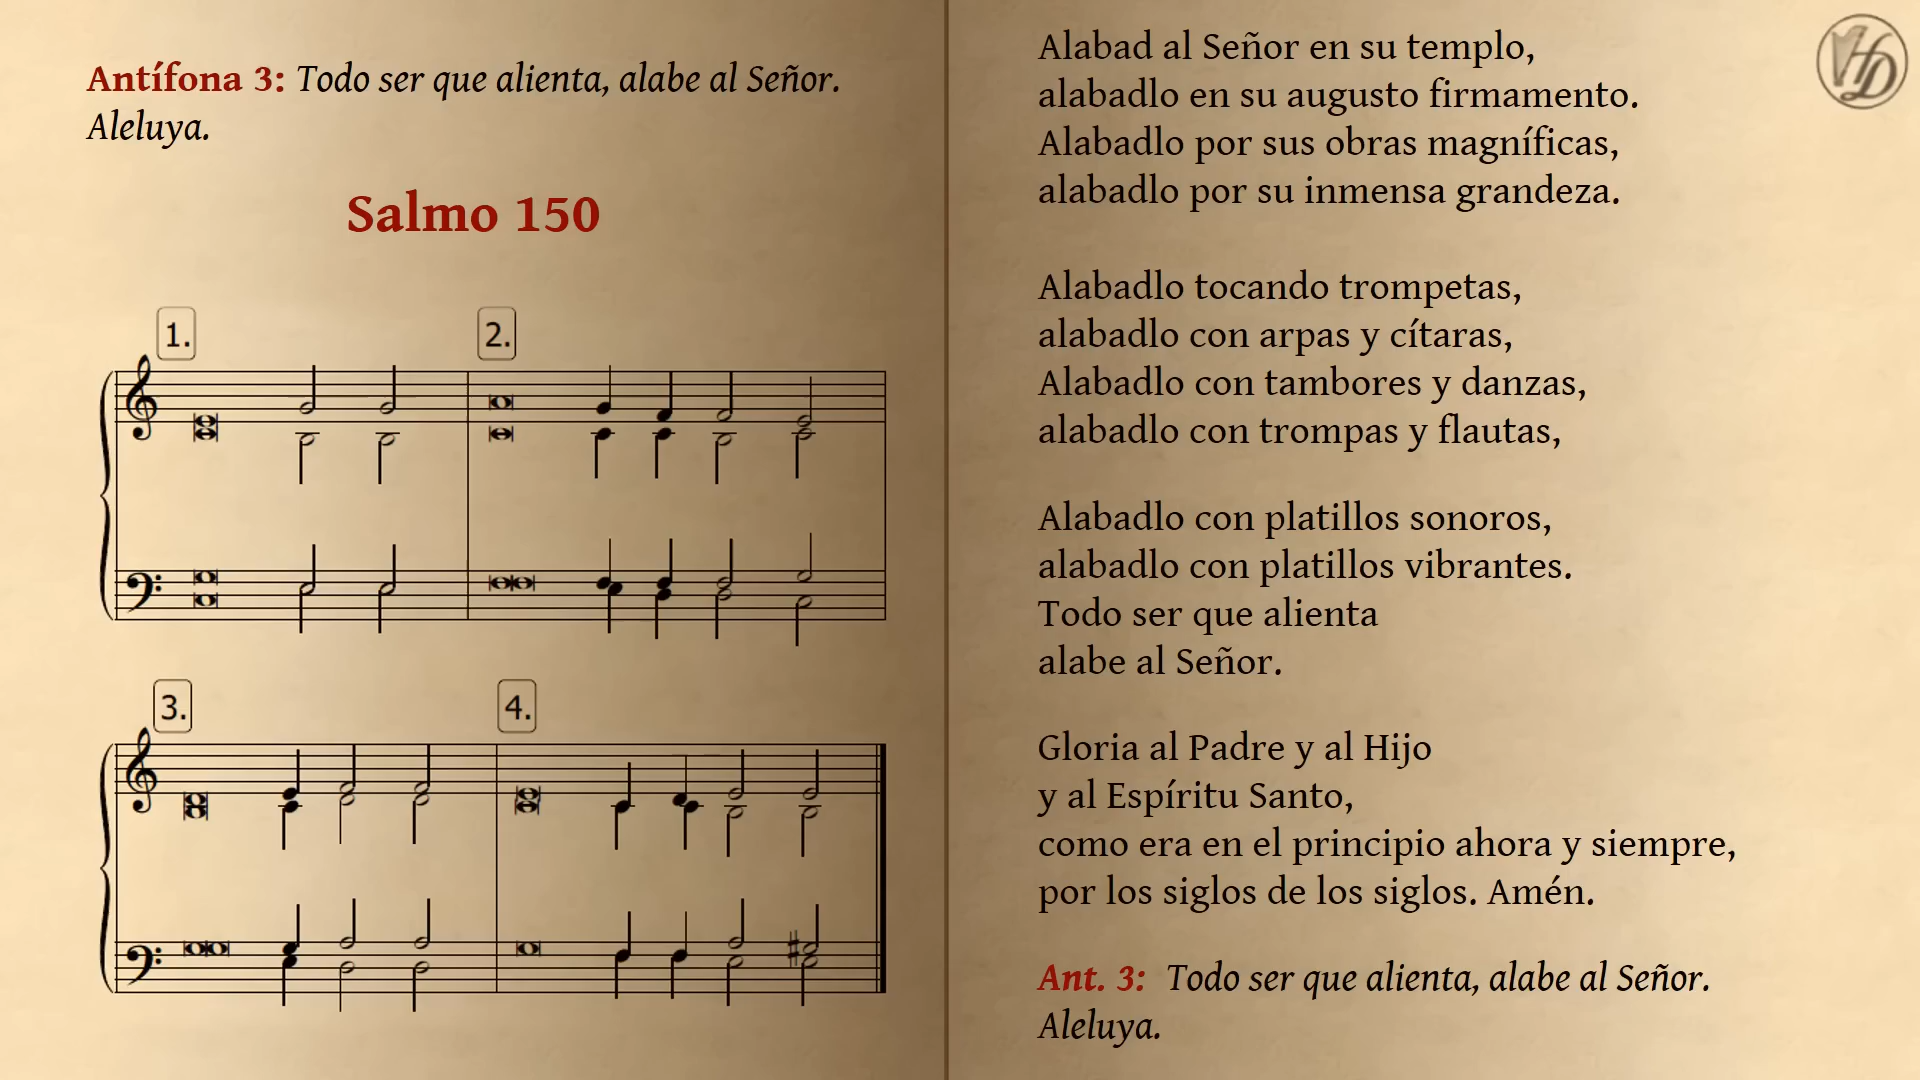 Antífona 3: Todo ser que alienta, alabe al Señor.
Aleluya.
Salmo 150
1.
2.
3.
4.
Alabad al Señor en su templo,
alabadlo en su augusto firmamento.
Alabadlo por sus obras magníficas,
alabadlo por su inmensa grandeza.
Alabadlo tocando trompetas,
alabadlo con arpas y cítaras,
Alabadlo con tambores y danzas,
alabadlo con trompas y flautas,
Alabadlo con platillos sonoros,
alabadlo con platillos vibrantes.
Todo ser que alienta
alabe al Señor.
Gloria al Padre y al Hijo
y al Espíritu Santo,
como era en el principio ahora y siempre,
por los siglos de los siglos. Amén.
Ant. 3: Todo ser que alienta, alabe al Señor.
Aleluya.
HD